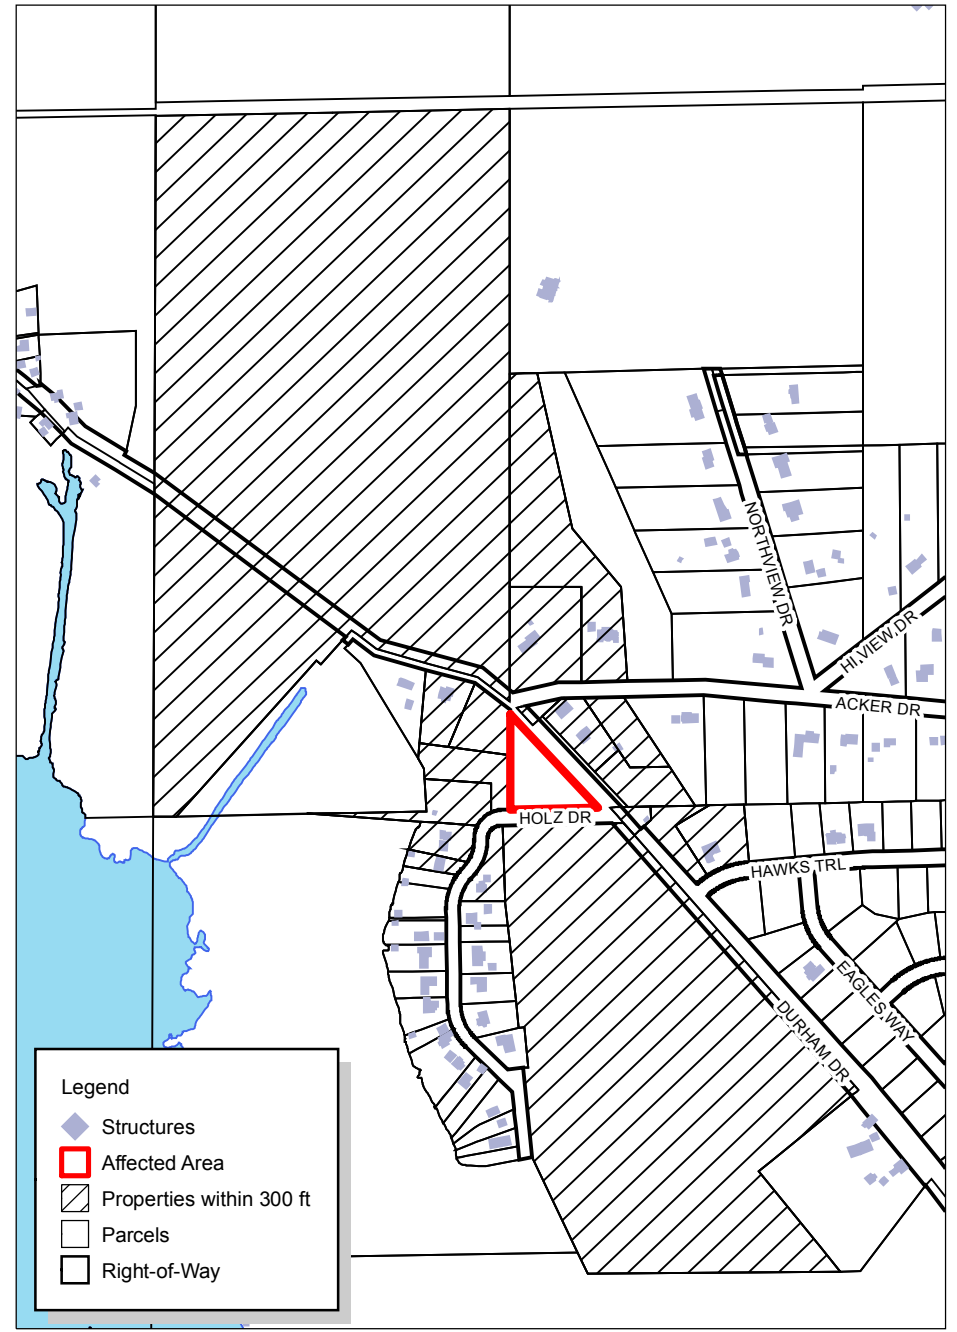 NORTHVIEW DR
HI VIEW DR
ACKER DR
HOLZ DR
HAWKS TRL
EAGLES WAY
DURHAM DR
Legend
Structures
Affected Area
Properties within 300 ft
Parcels
Right-of-Way